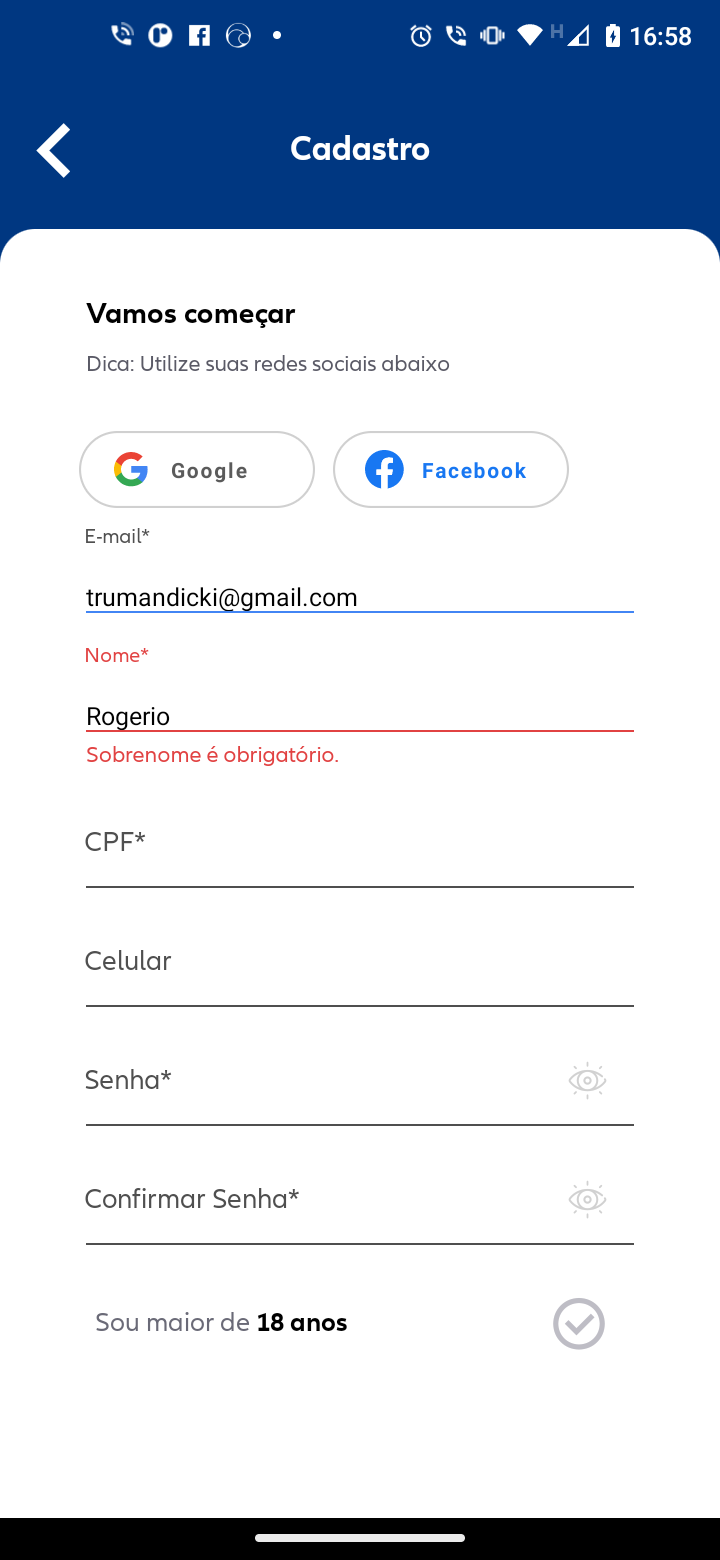 H 16:58
Cadastro
Vamos começar
Dica: Utilize suas redes sociais abaixo
Google Facebook
E-mail*
trumandicki@gmail.com
Nome*
Rogerio
Sobrenome é obrigatório.
CPF*
Celular
Senha*
Confirmar Senha*
Sou maior de 18 anos